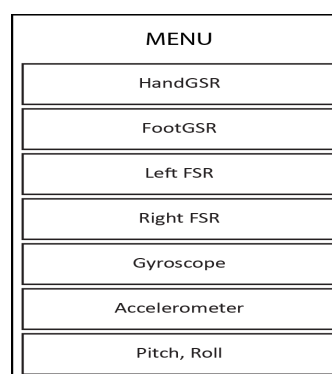 MENU
HandGSR
FootGSR
Left FSR
Right FSR
Gyroscope
Accelerometer
Pitch, Roll